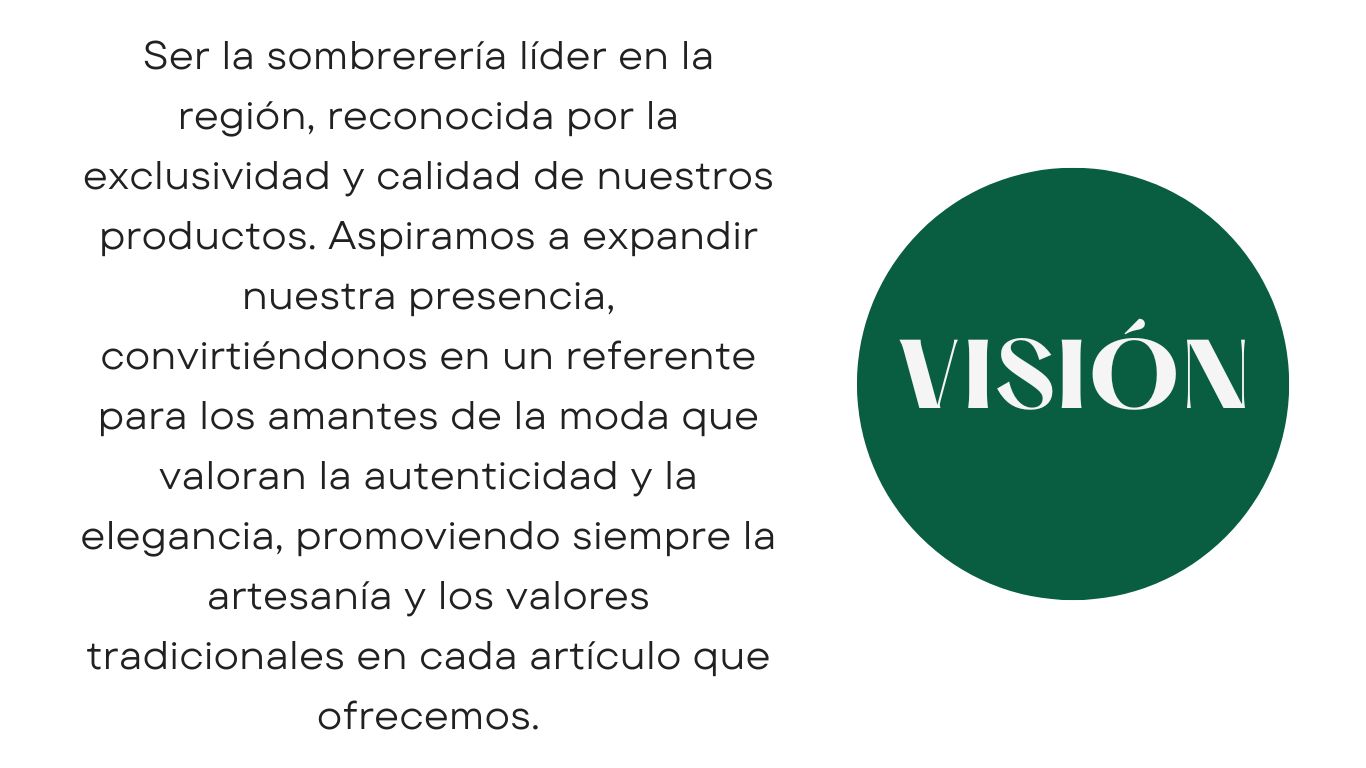 Ser la sombrerería líder en la
región, reconocida por la
exclusividad y calidad de nuestros
productos. Aspiramos a expandir
nuestra presencia,
convirtiéndonos en un referente
para los amantes de la moda que
valoran la autenticidad y la
elegancia, promoviendo siempre la
artesanía y los valores
tradicionales en cada artículo que
ofrecemos.
VISIÓN